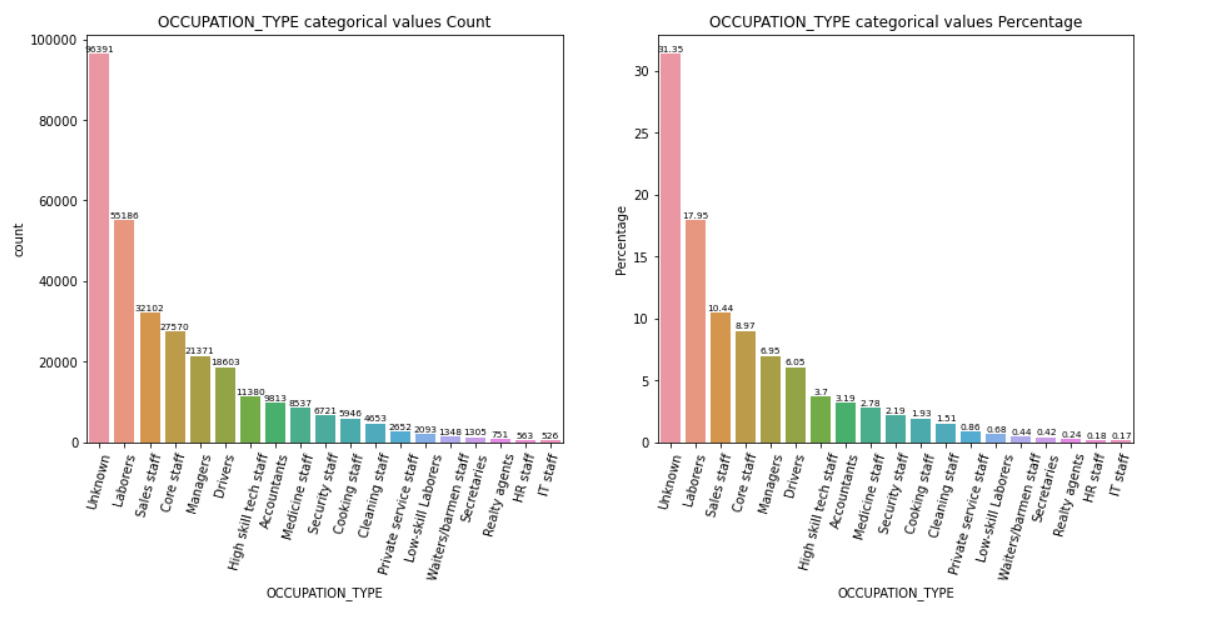 OCCUPATION_TYPE categorical values Count
100000
80000
60000
40000
20000
0
count
96391
55186
32102
27570
21371
18603
11380
9813
8537
6721
5946
4653
2652
2093
1348
1305
751
563
526
Unknown
Laborers
Sales staff
Core staff
Managers
Drivers
High skill tech staff
Accountants
Medicine staff
Security staff
Cooking staff
Cleaning staff
Private service staff
Low-skill Laborers
Waiters/barmen staff
Secretaries
Realty agents
HR staff
IT staff
OCCUPATION_TYPE
OCCUPATION_TYPE categorical values Percentage
30
25
20
15
10
5
0
Percentage
31.35
17.95
10.44
8.97
6.95
6.05
3.7
3.19
2.78
2.19
1.93
1.51
0.86
0.68
0.44
0.42
0.24
0.18
0.17
Unknown
Laborers
Sales staff
Core staff
Managers
Drivers
High skill tech staff
Accountants
Medicine staff
Security staff
Cooking staff
Cleaning staff
Private service staff
Low-skill Laborers
Waiters/barmen staff
Secretaries
Realty agents
HR staff
IT staff
OCCUPATION_TYPE